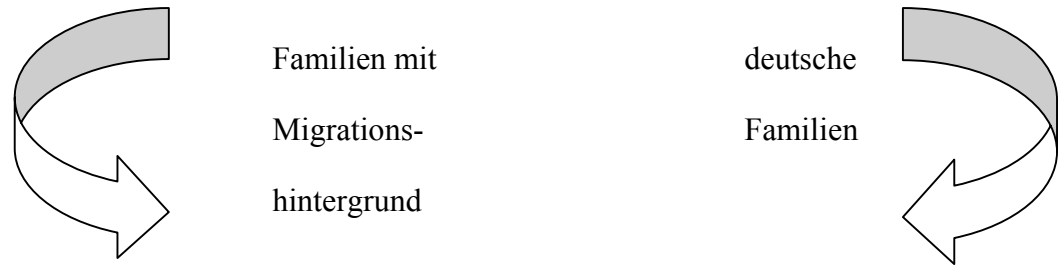 Familien mit
Migrations-
hintergrund
deutsche
Familien